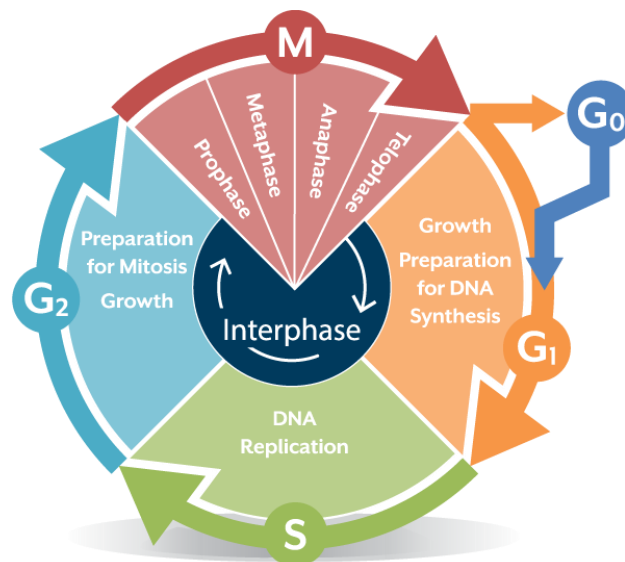 M
Prophase
Metaphase
Anaphase
Telophase
G₀
Growth
Preparation
for DNA
Synthesis
G₁
Preparation
for Mitosis
Growth
G₂
Interphase
DNA
Replication
S